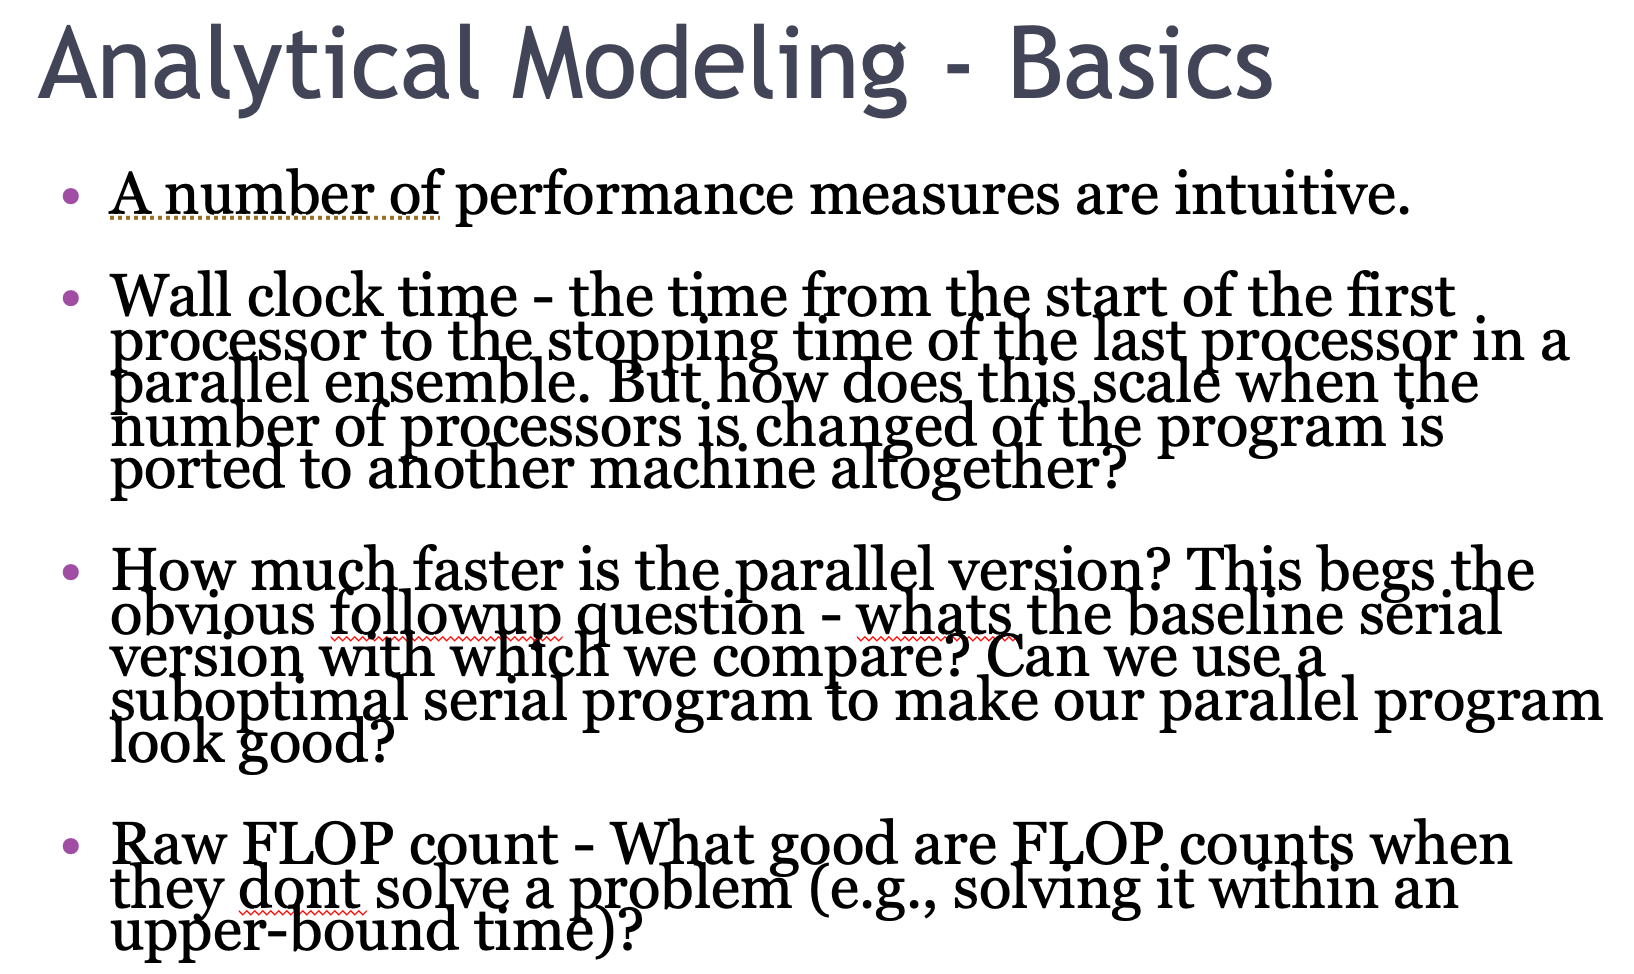 Analytical Modeling - Basics
• A number of performance measures are intuitive.
• Wall clock time - the time from the start of the first
processor to the stopping time of the last processor in a
parallel ensemble. But how does this scale when the
number of processors is changed of the program is
ported to another machine altogether?
• How much faster is the parallel version? This begs the
obvious followup question - whats the baseline serial
version with which we compare? Can we use a
suboptimal serial program to make our parallel program
look good?
• Raw FLOP count - What good are FLOP counts when
they dont solve a problem (e.g., solving it within an
upper-bound time)?